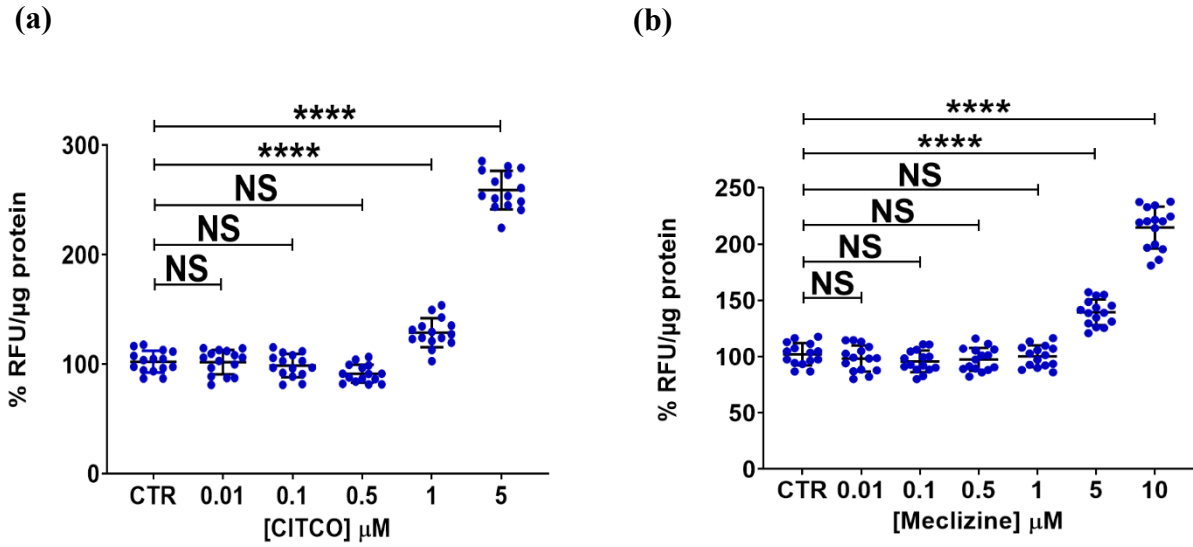 (a)
****
****
NS
NS
NS
300
200
100
0
% RFU/µg protein
CTR 0.01 0.1 0.5 1 5
[CITCO] µM
(b)
****
****
NS
NS
NS
NS
250
200
150
100
50
0
% RFU/µg protein
CTR 0.01 0.1 0.5 1 5 10
[Meclizine] µM